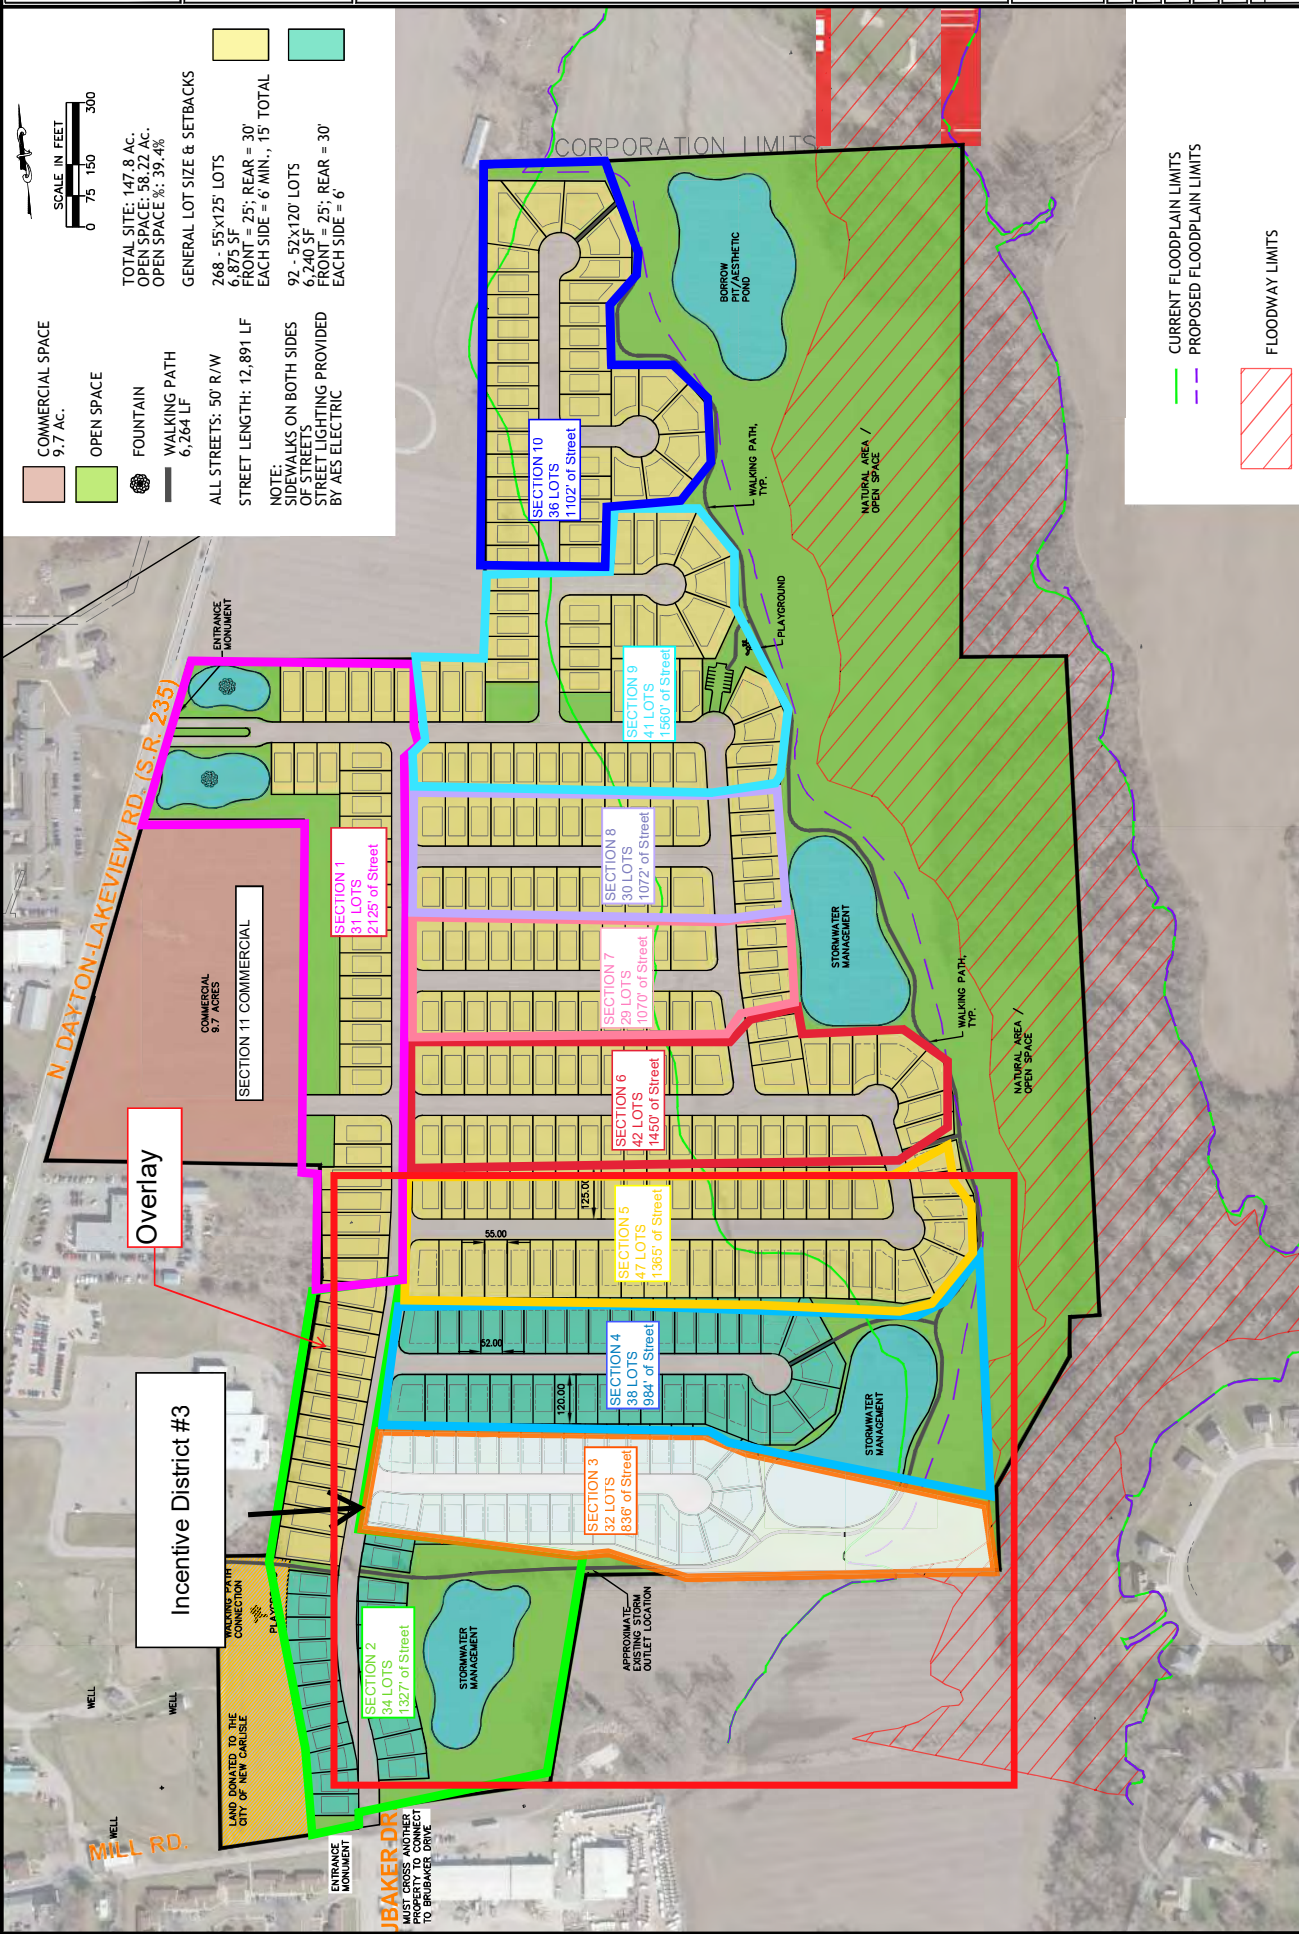 SCALE IN FEET
0 75 150 300
TOTAL SITE: 147.8 Ac.
OPEN SPACE: 58.22 Ac.
OPEN SPACE %: 39.4%
GENERAL LOT SIZE & SETBACKS
268 - 55'x125' LOTS
6,875 SF
FRONT = 25'; REAR = 30'
EACH SIDE = 6' MIN., 15' TOTAL
92 - 52'X120' LOTS
6,240 SF
FRONT = 25'; REAR = 30'
EACH SIDE = 6'
COMMERCIAL SPACE
9.7 Ac.
OPEN SPACE
FOUNTAIN
WALKING PATH
6,264 LF
ALL STREETS: 50' R/W
STREET LENGTH: 12,891 LF
NOTE:
SIDEWALKS ON BOTH SIDES
OF STREETS
STREET LIGHTING PROVIDED
BY AES ELECTRIC
CORPORATION LIMITS
BORROW
PIT/AESTHETIC
POND
CURRENT FLOODPLAIN LIMITS
PROPOSED FLOODPLAIN LIMITS
FLOODWAY LIMITS
SECTION 10
36 LOTS
1102' of Street
WALKING PATH,
TYP.
NATURAL AREA /
OPEN SPACE
ENTRANCE
MONUMENT
PLAYGROUND
N DAYTON-LAKEVIEW RD. (S.R. 235)
SECTION 9
41 LOTS
1560' of Street
SECTION 8
30 LOTS
1072' of Street
SECTION 1
31 LOTS
2125' of Street
COMMERCIAL
9.7 ACRES
SECTION 11 COMMERCIAL
SECTION 7
29 LOTS
1070' of Street
STORMWATER
MANAGEMENT
WALKING PATH,
TYP.
NATURAL AREA /
OPEN SPACE
SECTION 6
42 LOTS
1450' of Street
Overlay
125.00
55.00
SECTION 5
47 LOTS
1365' of Street
52.00
120.00
SECTION 4
38 LOTS
984' of Street
STORMWATER
MANAGEMENT
Incentive District #3
SECTION 3
32 LOTS
836' of Street
WALKING PATH
CONNECTION
SECTION 2
34 LOTS
1327' of Street
STORMWATER
MANAGEMENT
APPROXIMATE
EXISTING STORM
OUTLET LOCATION
WELL
WELL
WELL
LAND DONATED TO THE
CITY OF NEW CARLISLE
MILL RD.
ENTRANCE
MONUMENT
UBAKER DR
MUST CROSS ANOTHER
PROPERTY TO CONNECT
TO BRUBAKER DRIVE